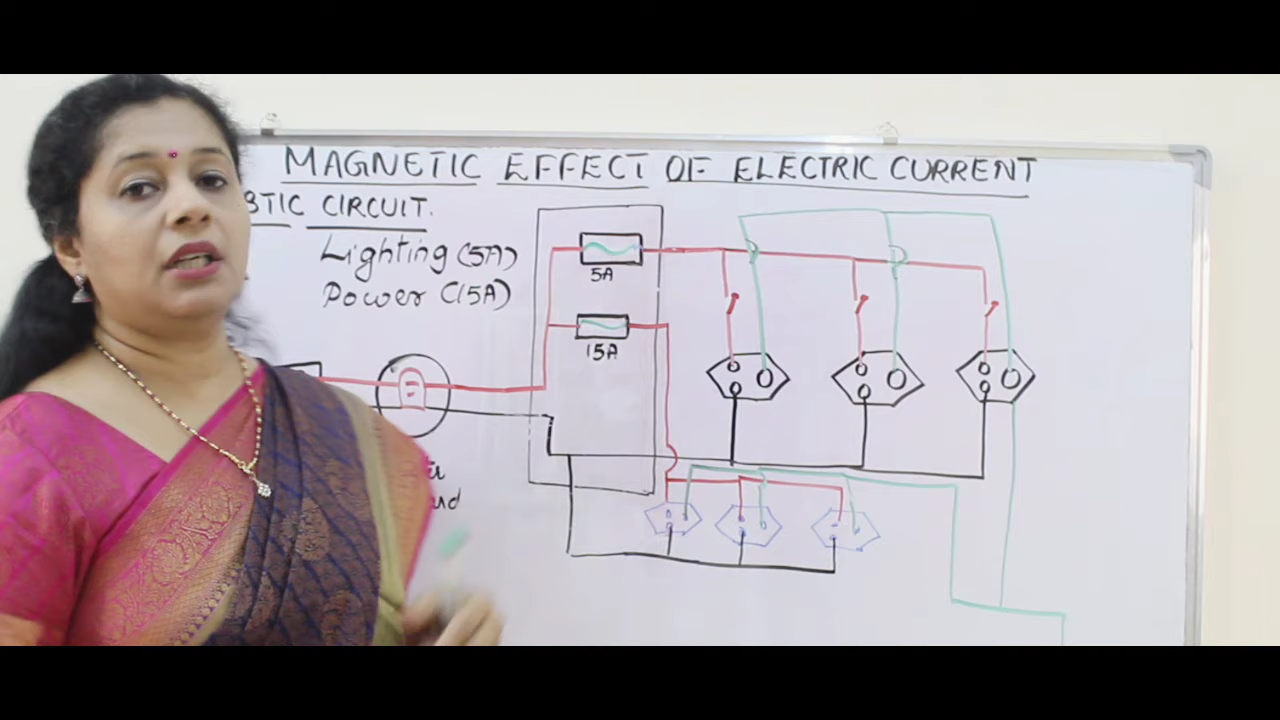 MAGNETIC EFFECT OF ELECTRIC CURRENT
STIC CIRCUIT.
Lighting (5A)
Power (15A)
5A
15A